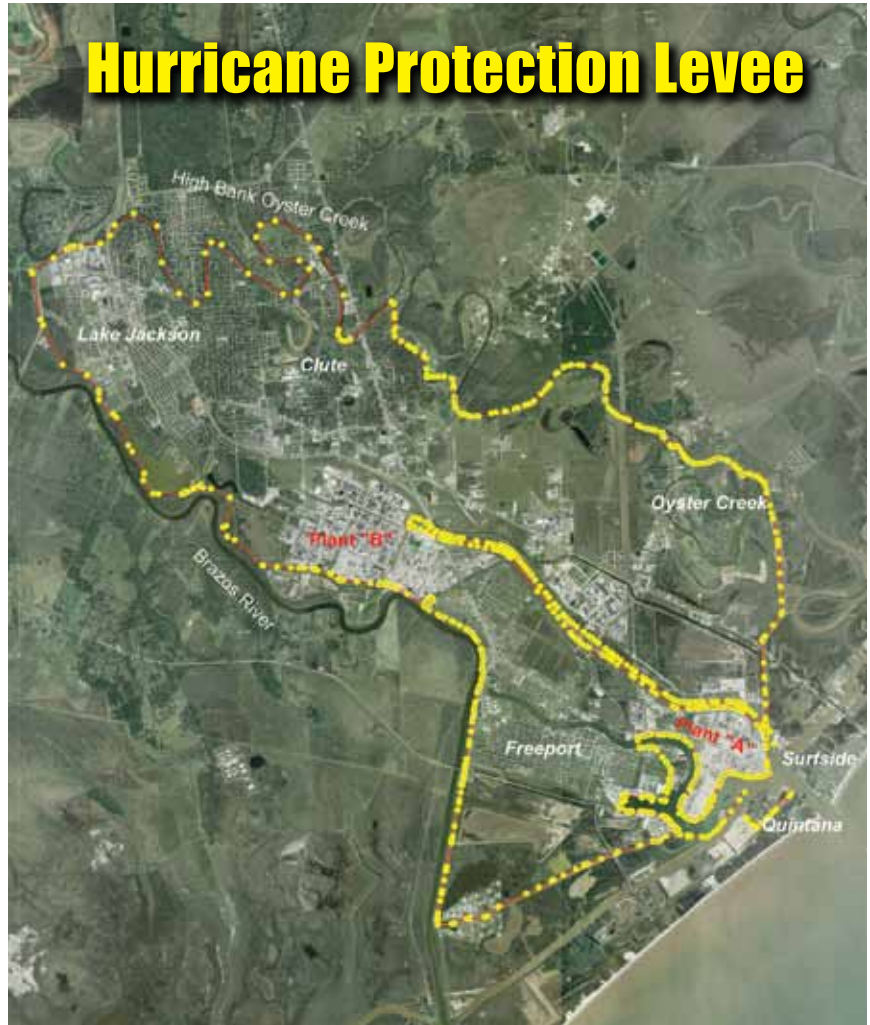 Hurricane Protection Levee
High Bank Oyster Creek
Lake Jackson
Clute
Oyster Creek
Plant "B"
Brazos River
Plant "A"
Freeport
Surfside
Quintana